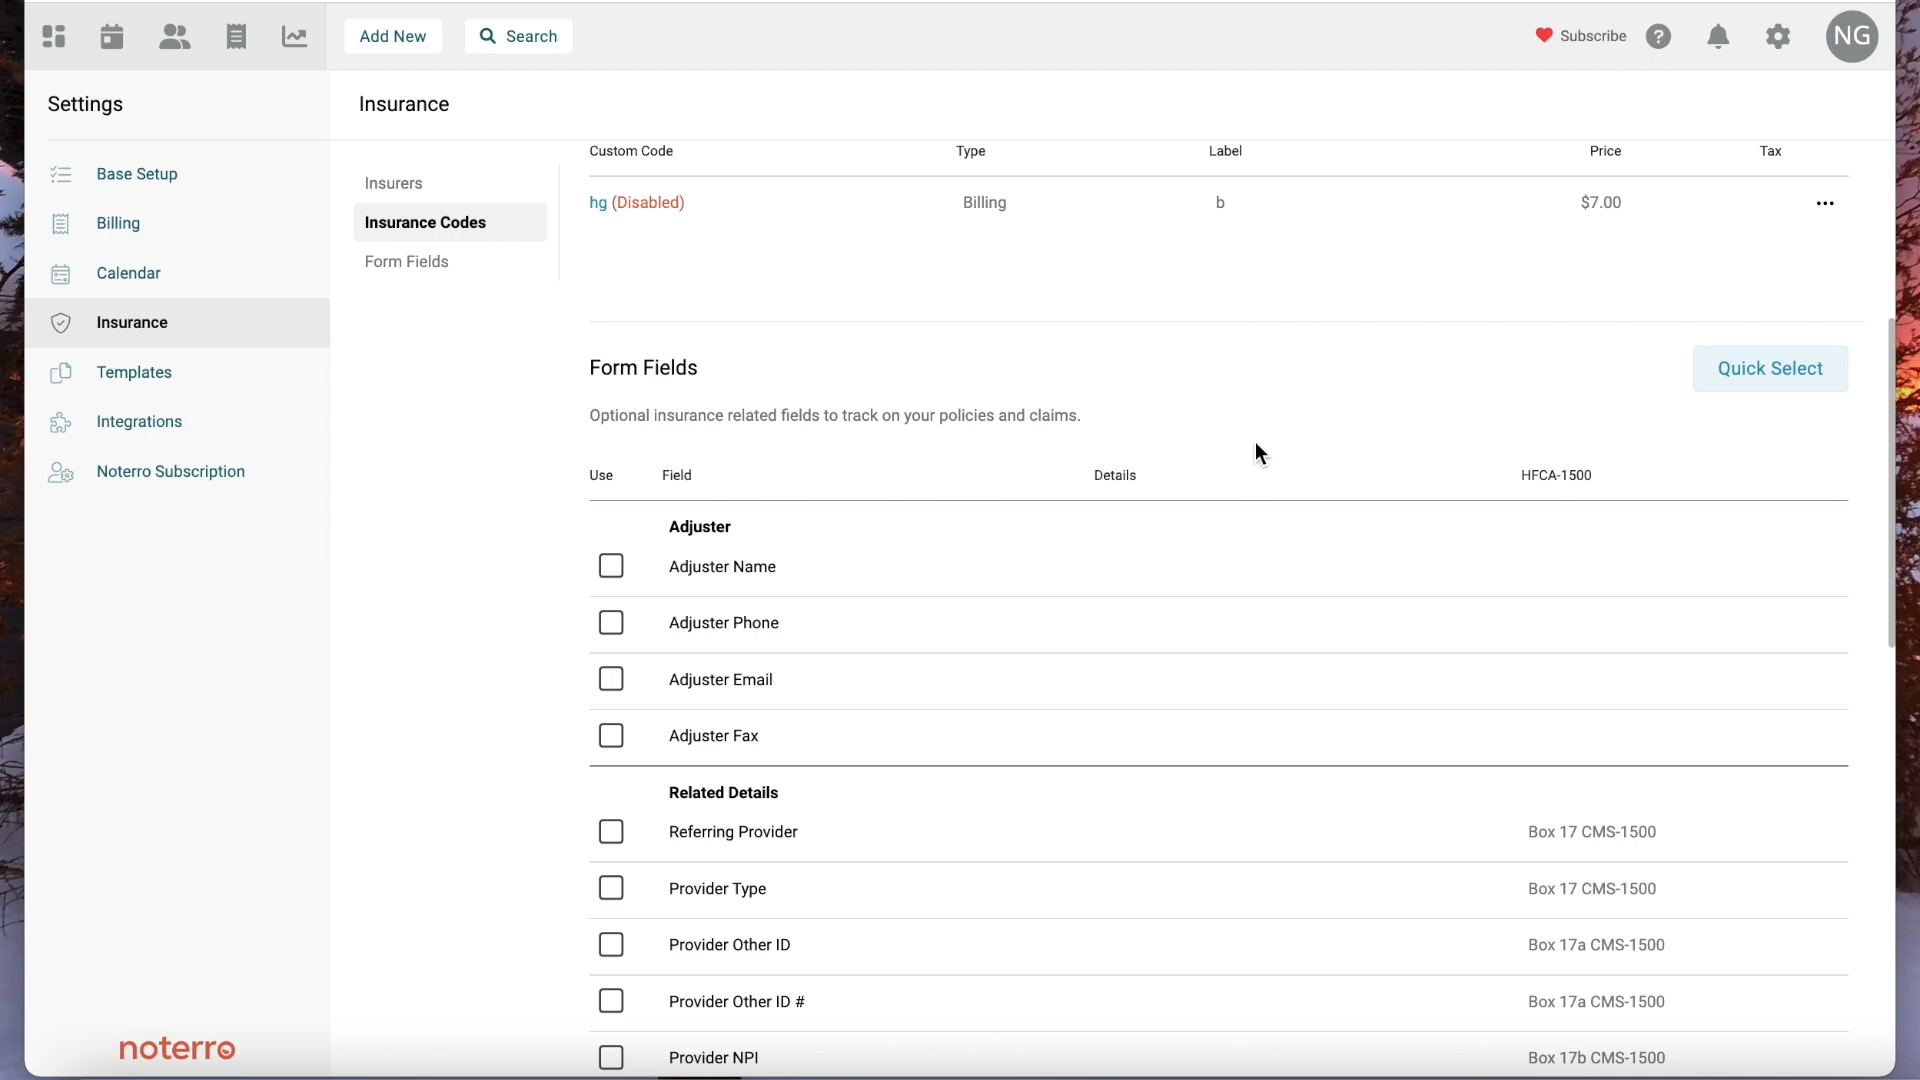 Add New
Search
Subscribe
NG
Settings
Insurance
Base Setup
Billing
Calendar
Insurance
Templates
Integrations
Noterro Subscription
noterro
Insurers
Insurance Codes
Form Fields
Custom Code Type Label Price Tax
hg (Disabled) Billing b $7.00
Form Fields
Quick Select
Optional insurance related fields to track on your policies and claims.
Use Field Details HFCA-1500
Adjuster
Adjuster Name
Adjuster Phone
Adjuster Email
Adjuster Fax
Related Details
Referring Provider Box 17 CMS-1500
Provider Type Box 17 CMS-1500
Provider Other ID Box 17a CMS-1500
Provider Other ID # Box 17a CMS-1500
Provider NPI Box 17b CMS-1500